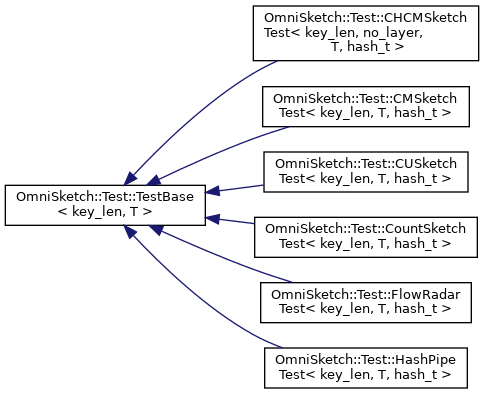 OmniSketch::Test::CHCMSketch
Test< key_len, no_layer,
T, hash_t >
OmniSketch::Test::CMSketch
Test< key_len, T, hash_t >
OmniSketch::Test::CUSketch
Test< key_len, T, hash_t >
OmniSketch::Test::TestBase
< key_len, T >
OmniSketch::Test::CountSketch
Test< key_len, T, hash_t >
OmniSketch::Test::FlowRadar
Test< key_len, T, hash_t >
OmniSketch::Test::HashPipe
Test< key_len, T, hash_t >